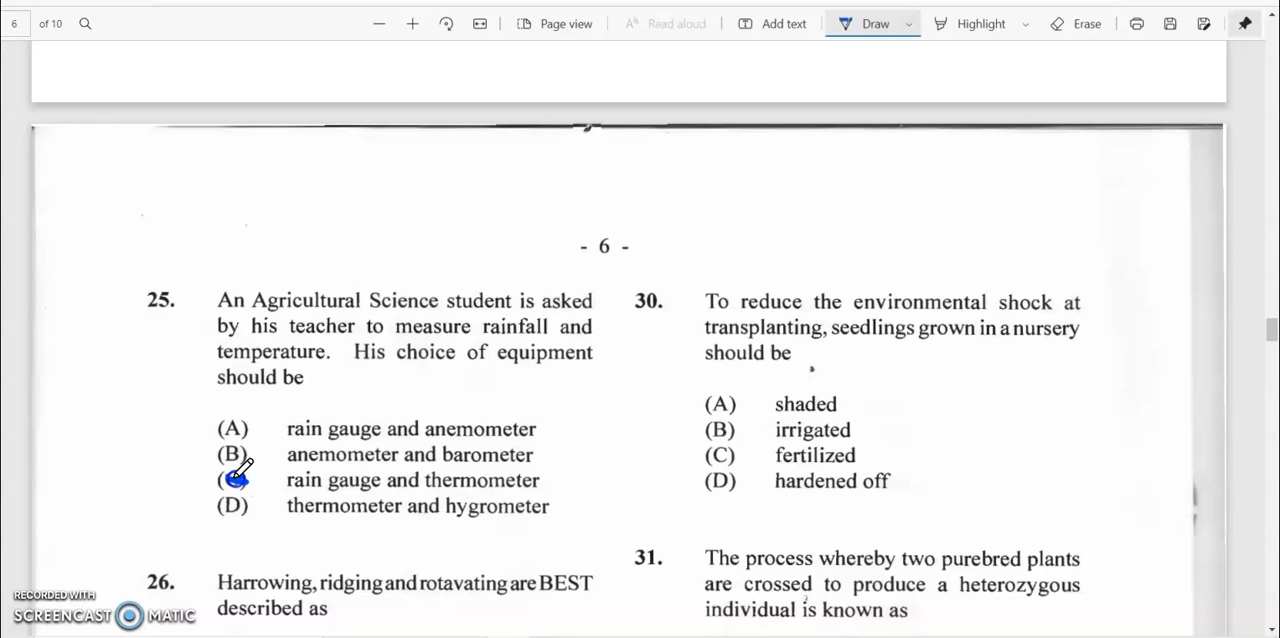 6 of 10 Page view Read aloud Add text Draw Highlight Erase
- 6 -
25. An Agricultural Science student is asked
by his teacher to measure rainfall and
temperature. His choice of equipment
should be
(A) rain gauge and anemometer
(B) anemometer and barometer
rain gauge and thermometer
(D) thermometer and hygrometer
26. Harrowing, ridging and rotavating are BEST
described as
30. To reduce the environmental shock at
transplanting, seedlings grown in a nursery
should be
(A) shaded
(B) irrigated
(C) fertilized
(D) hardened off
31. The process whereby two purebred plants
are crossed to produce a heterozygous
individual is known as
RECORDED WITH
SCREENCAST MATIC